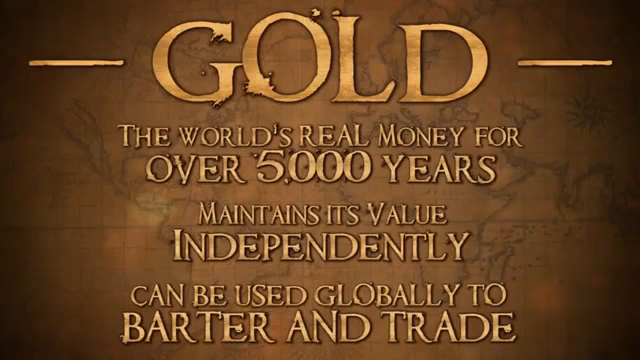 GOLD
THE WORLD'S REAL MONEY FOR
OVER 5,000 YEARS
MAINTAINS ITS VALUE
INDEPENDENTLY
CAN BE USED GLOBALLY TO
BARTER AND TRADE